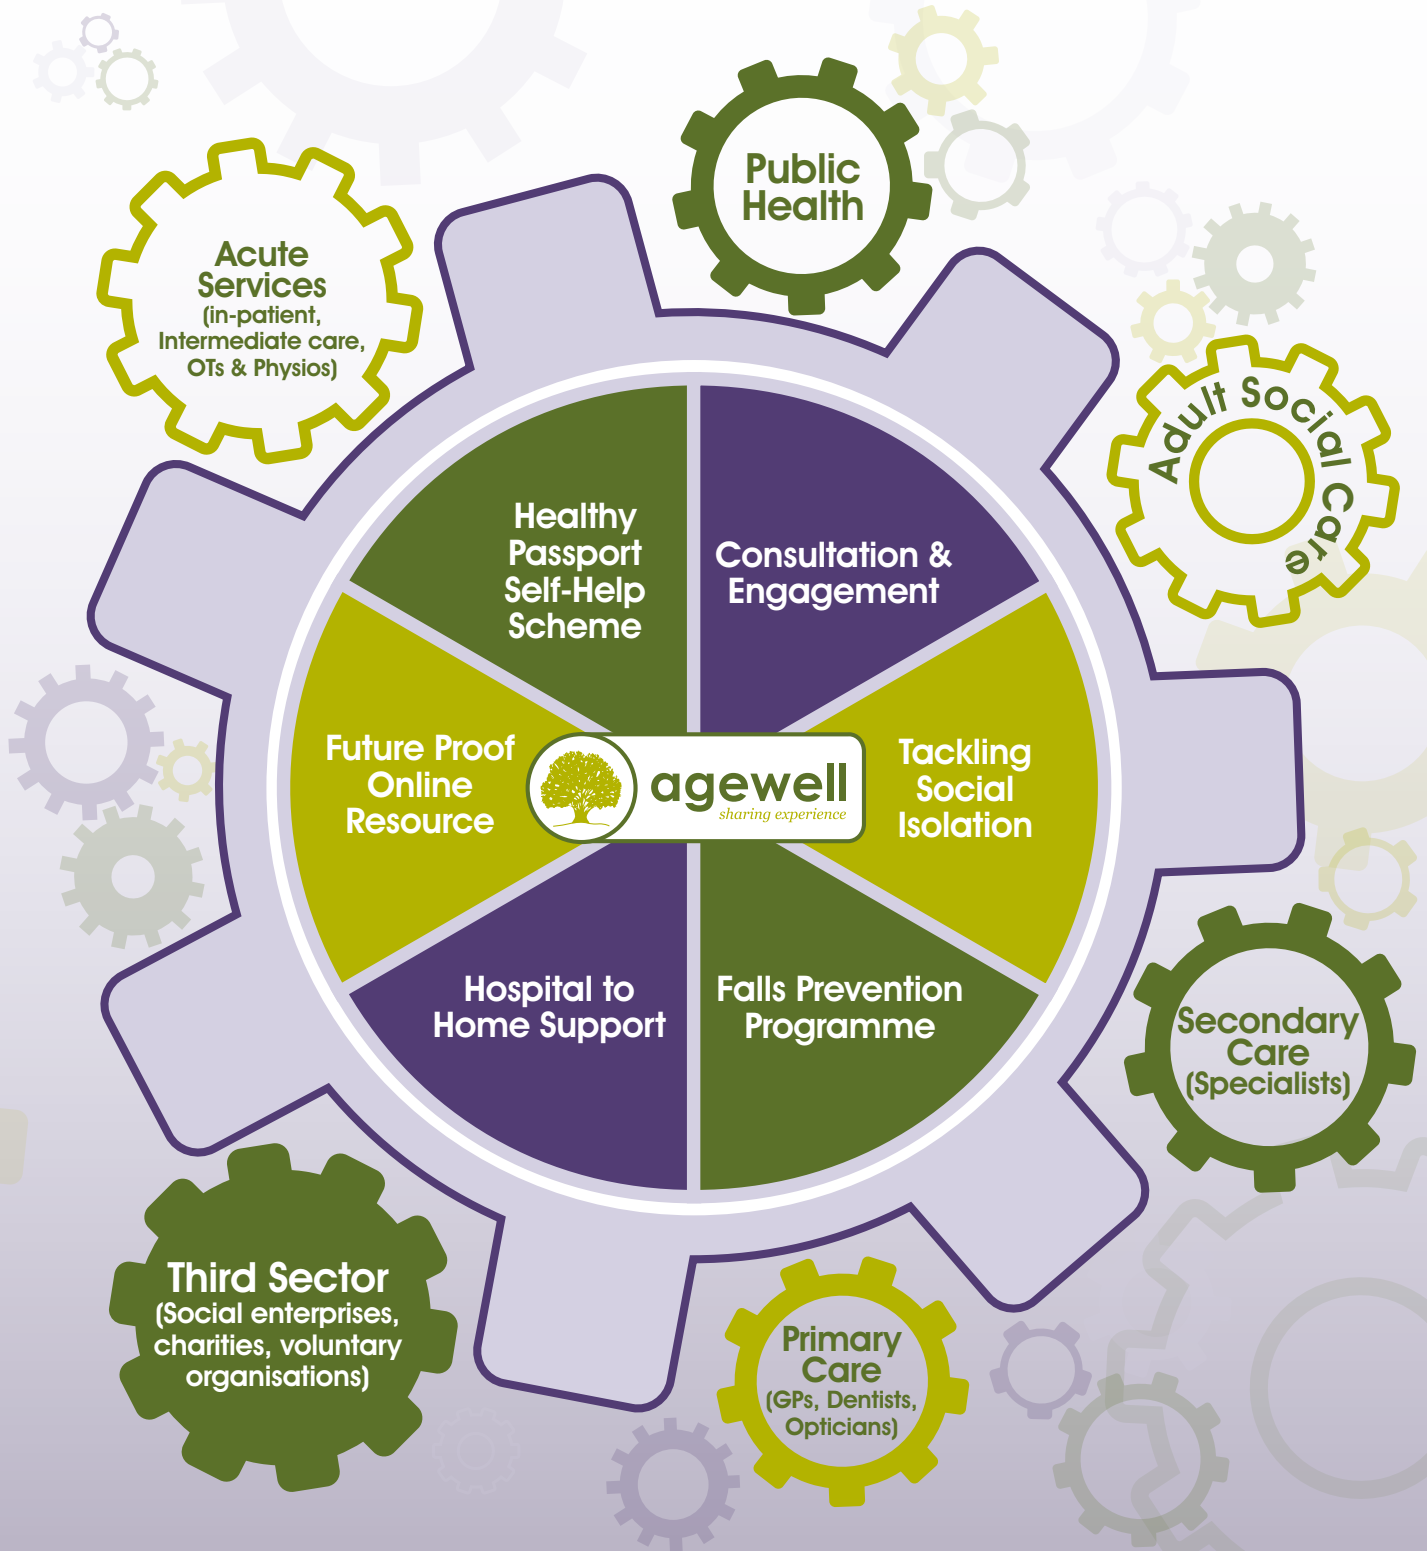 Public
Health
Acute
Services
(in-patient,
Intermediate care,
OTs & Physios)
Adult Social Care
Healthy
Passport
Self-Help
Scheme
Consultation &
Engagement
Future Proof
Online
Resource
agewell
sharing experience
Tackling
Social
Isolation
Hospital to
Home Support
Falls Prevention
Programme
Secondary
Care
(Specialists)
Third Sector
(Social enterprises,
charities, voluntary
organisations)
Primary
Care
(GPs, Dentists,
Opticians)